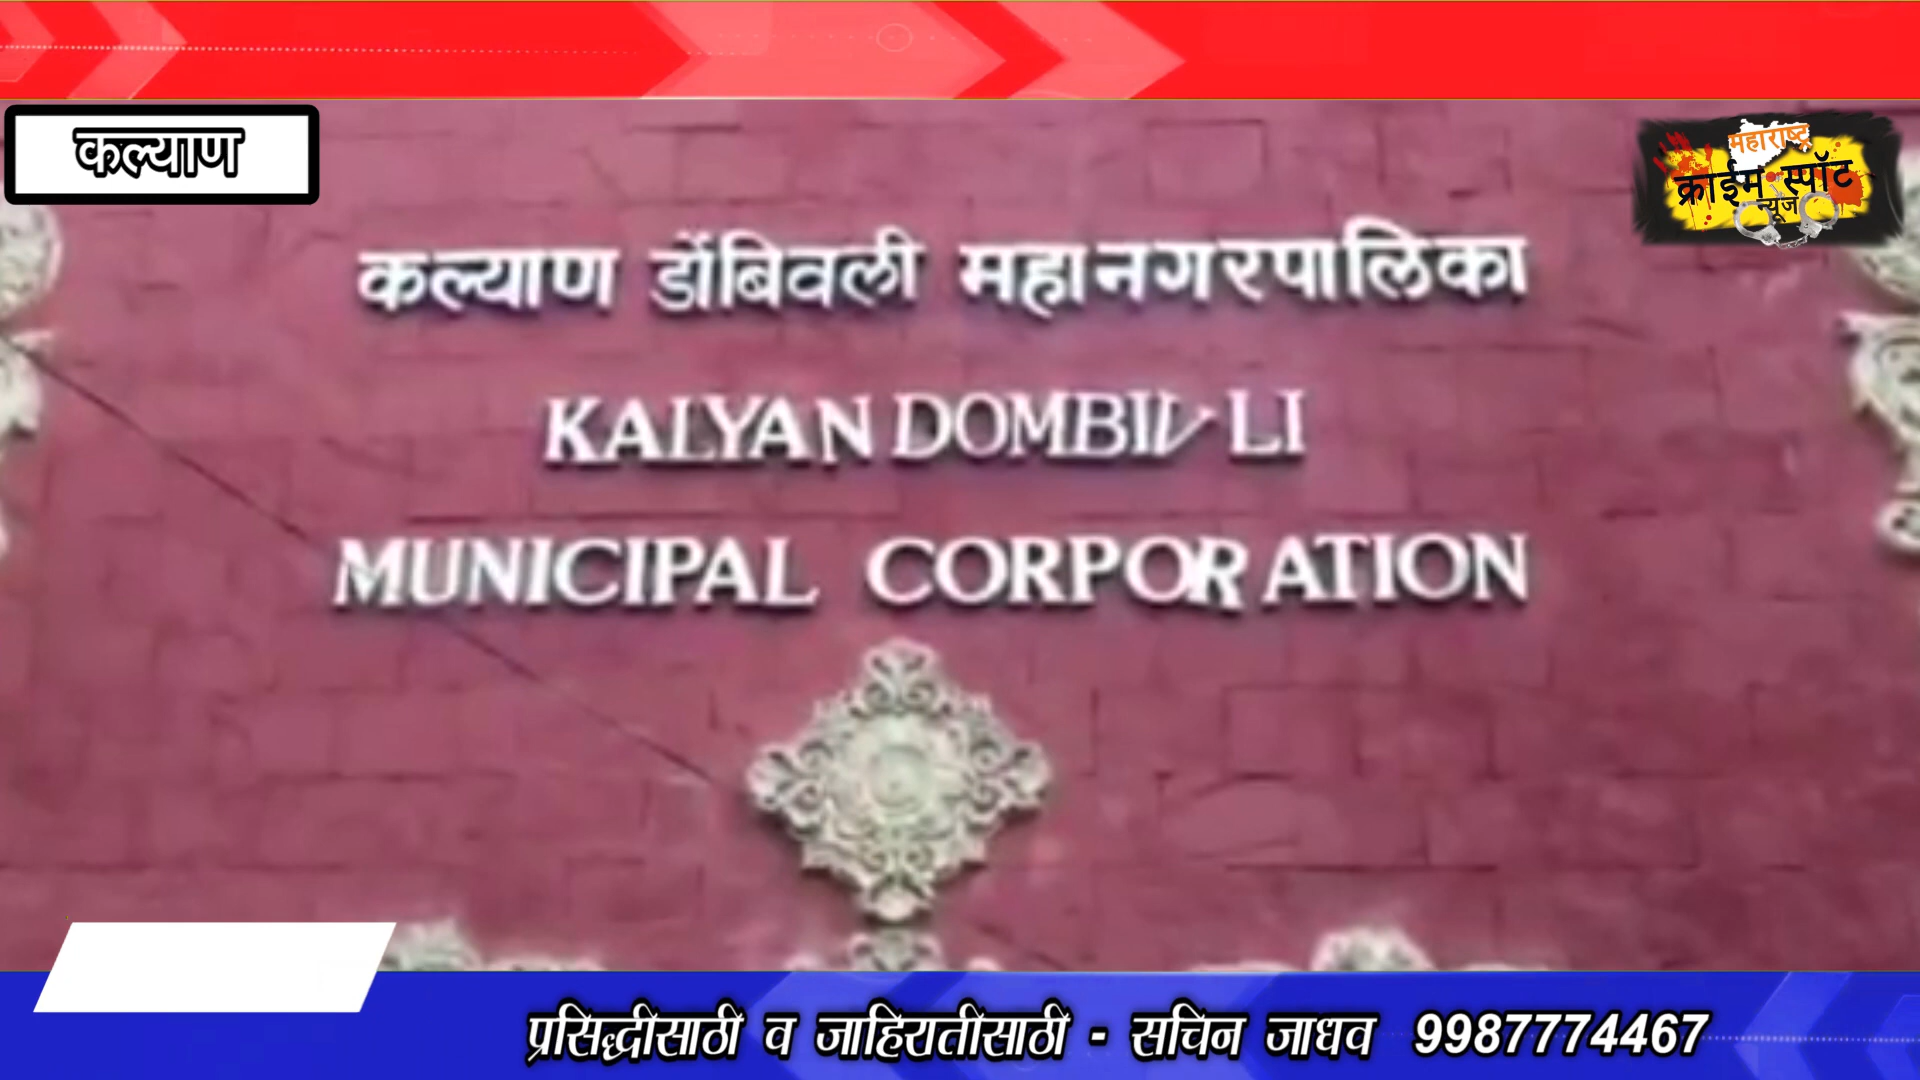 कल्याण
महाराष्ट्र
क्राईम स्पॉट
न्यूज
कल्याण डोंबिवली महानगरपालिका
KALYAN DOMBIVLI
MUNICIPAL CORPORATION
प्रसिद्धीसाठी व जाहिरातीसाठी - सचिन जाधव 9987774467